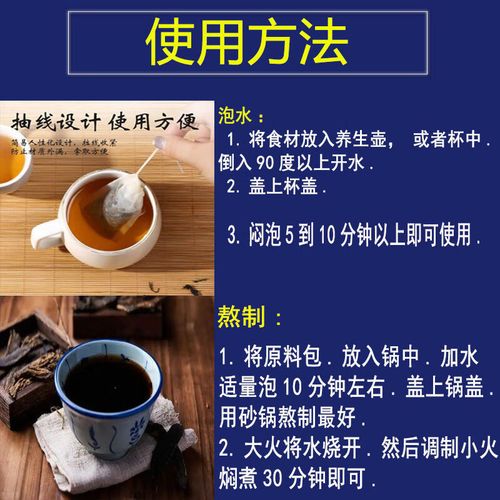 使用方法
抽线设计 使用方便
简易人性化设计，抽线收紧
防止材质外漏，拿取方便
泡水：
1. 将食材放入养生壶， 或者杯中.
倒入 90 度以上开水.
2. 盖上杯盖.
3. 闷泡 5 到 10 分钟以上即可使用.
熬制：
1. 将原料包. 放入锅中. 加水
适量泡 10 分钟左右. 盖上锅盖.
用砂锅熬制最好.
2. 大火将水烧开. 然后调制小火
焖煮 30 分钟即可.